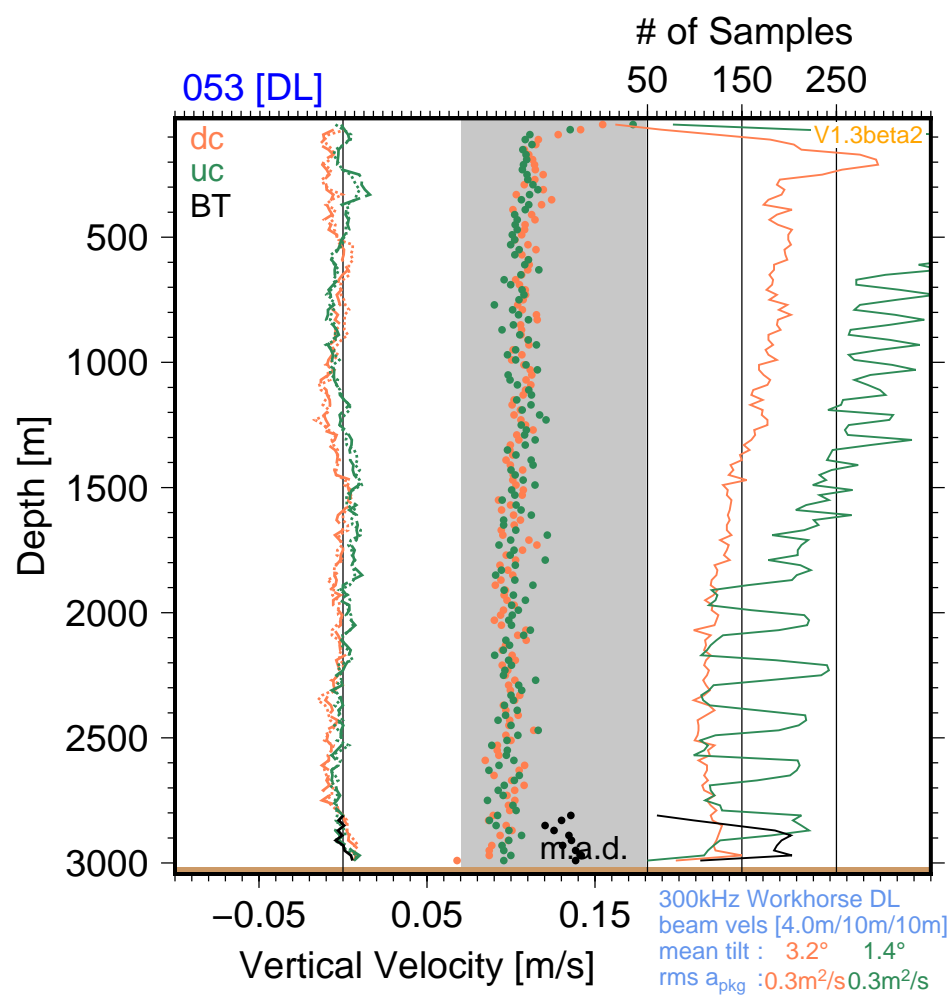 # of Samples
50 150 250
053 [DL]
V1.3beta2
dc
uc
BT
500
1000
1500
2000
2500
3000
Depth [m]
m.a.d.
−0.05 0.05 0.15
Vertical Velocity [m/s]
300kHz Workhorse DL
beam vels [4.0m/10m/10m]
mean tilt : 3.2° 1.4°
rms a_pkg :0.3m²/s 0.3m²/s